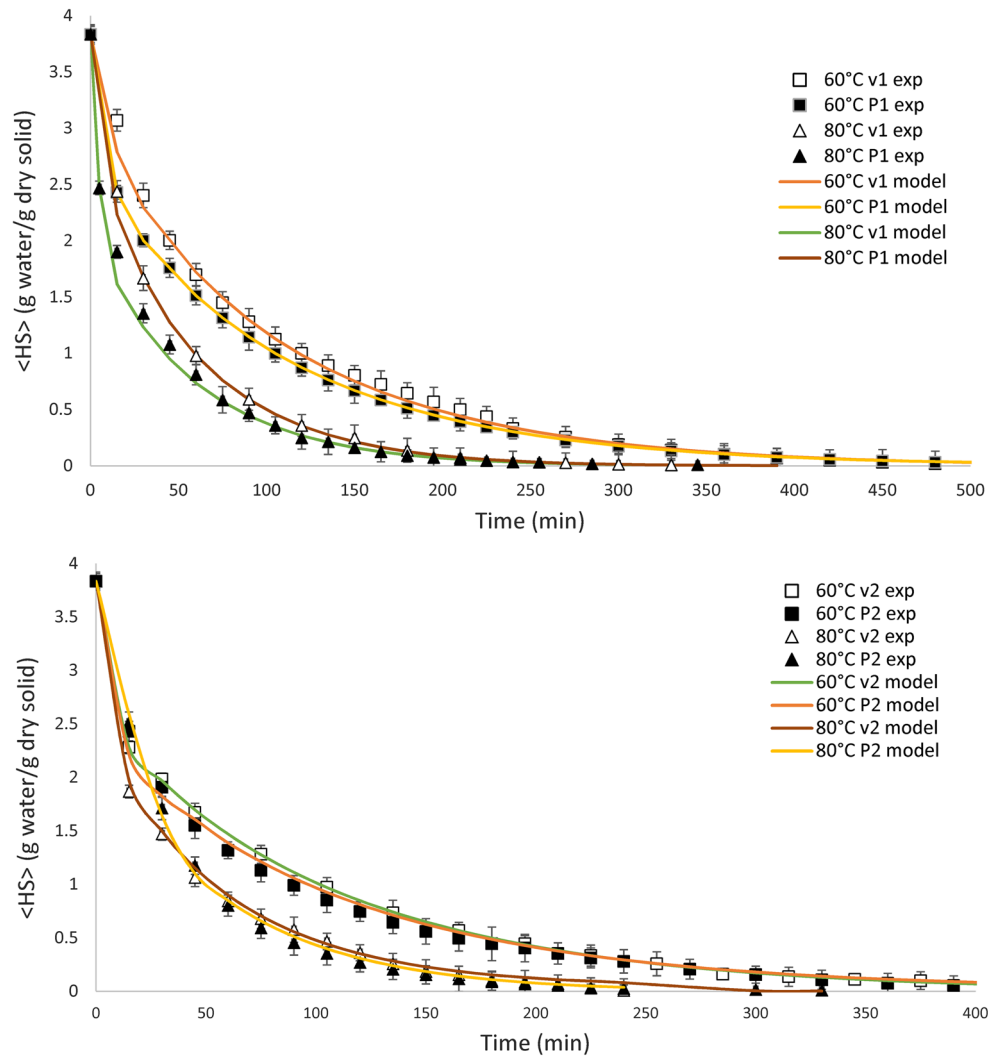 4
3.5
3
2.5
2
1.5
1
0.5
0
<HS> (g water/g dry solid)
60°C v1 exp
60°C P1 exp
80°C v1 exp
80°C P1 exp
60°C v1 model
60°C P1 model
80°C v1 model
80°C P1 model
0 50 100 150 200 250 300 350 400 450 500
Time (min)
4
3.5
3
2.5
2
1.5
1
0.5
0
<HS> (g water/g dry solid)
60°C v2 exp
60°C P2 exp
80°C v2 exp
80°C P2 exp
60°C v2 model
60°C P2 model
80°C v2 model
80°C P2 model
0 50 100 150 200 250 300 350 400
Time (min)